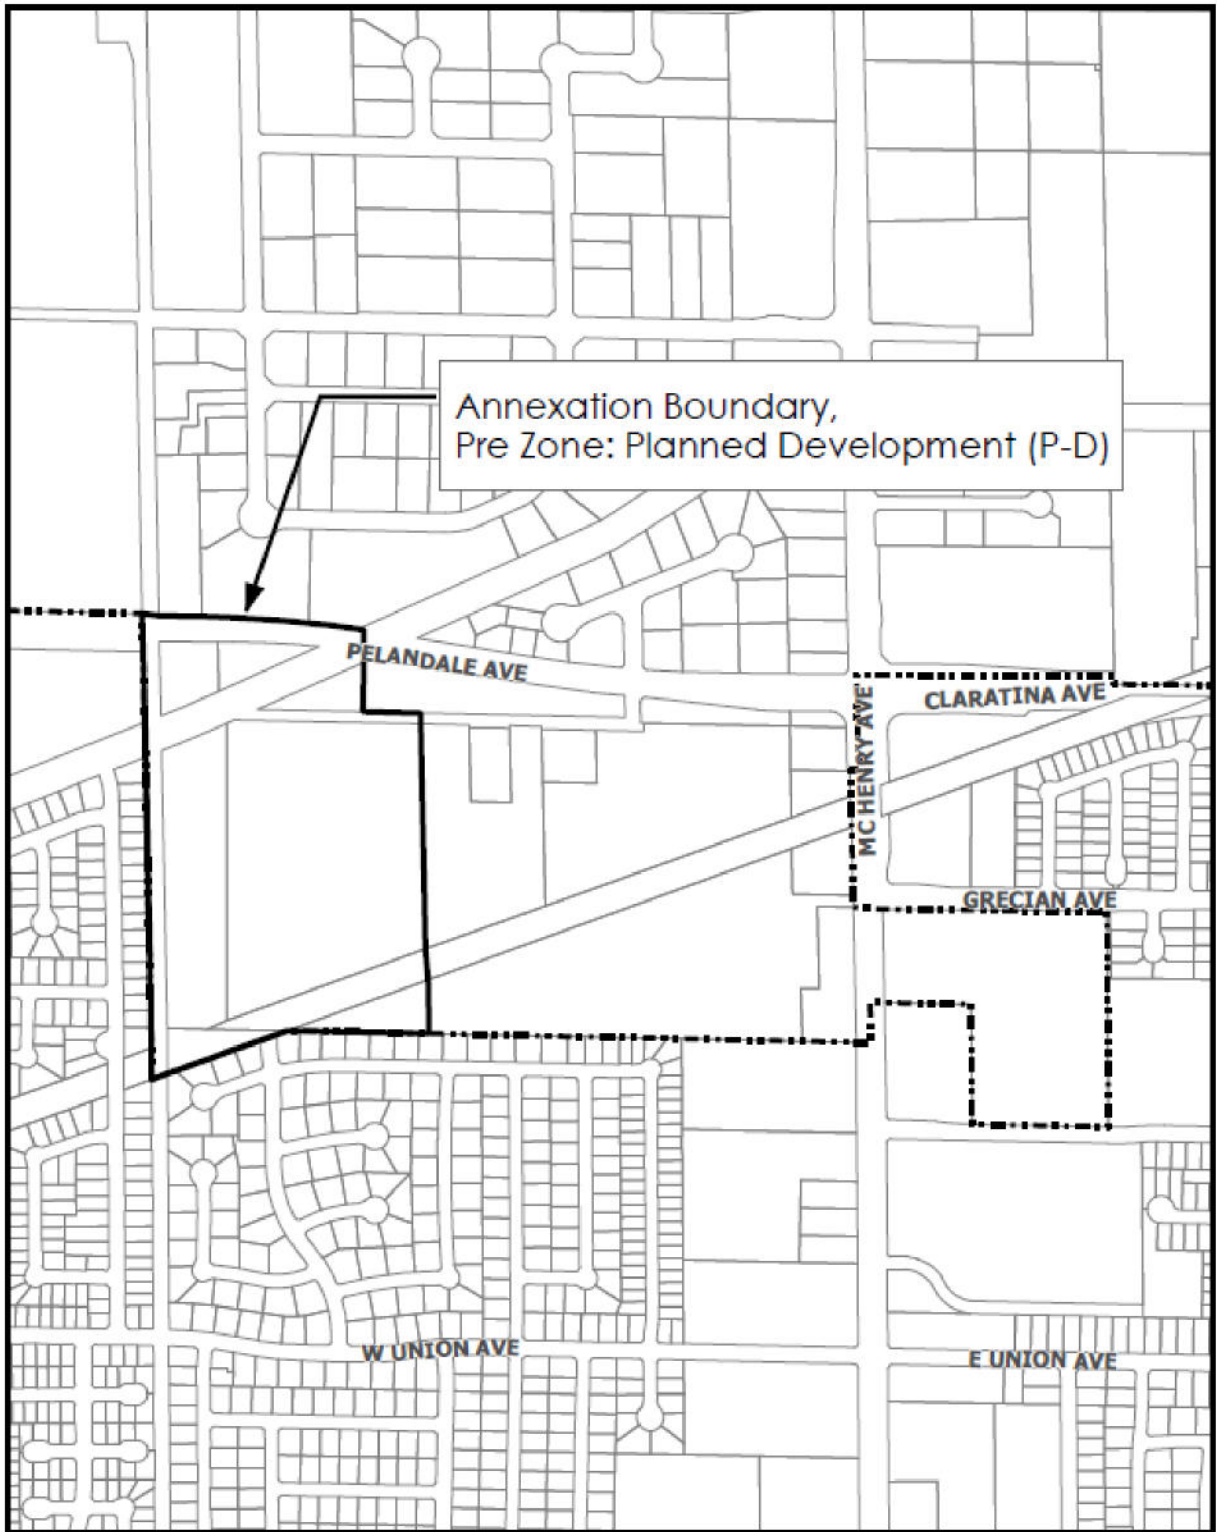 Annexation Boundary,
Pre Zone: Planned Development (P-D)
PELANDALE AVE
CLARATINA AVE
MC HENRY AVE
GRECIAN AVE
W UNION AVE
E UNION AVE